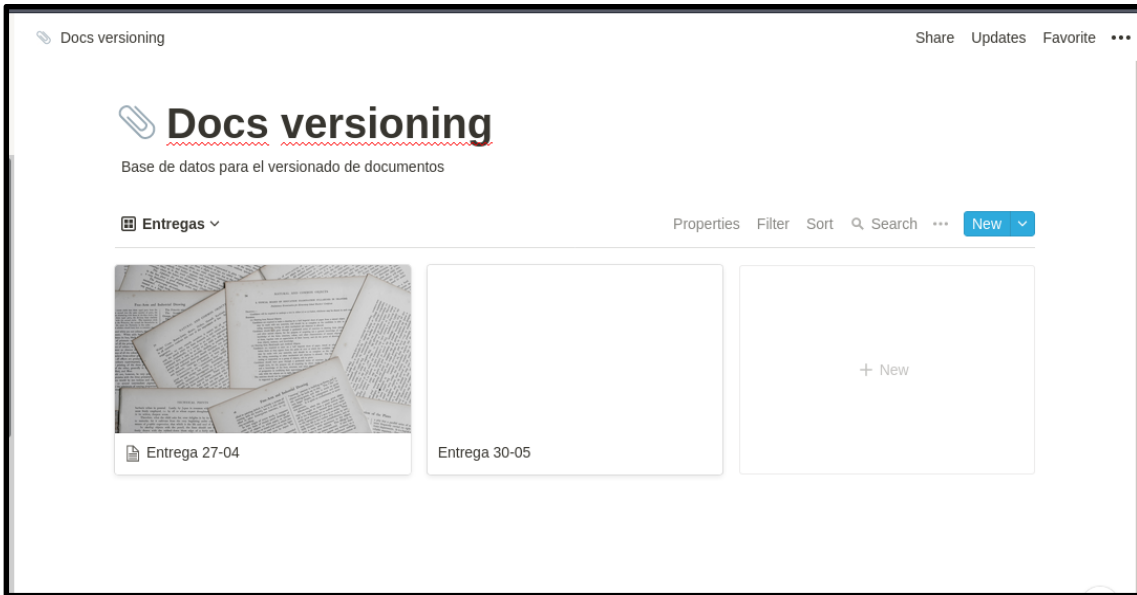 Docs versioning
Share Updates Favorite
Docs versioning
Base de datos para el versionado de documentos
Entregas
Properties Filter Sort Search New
+ New
Entrega 27-04
Entrega 30-05